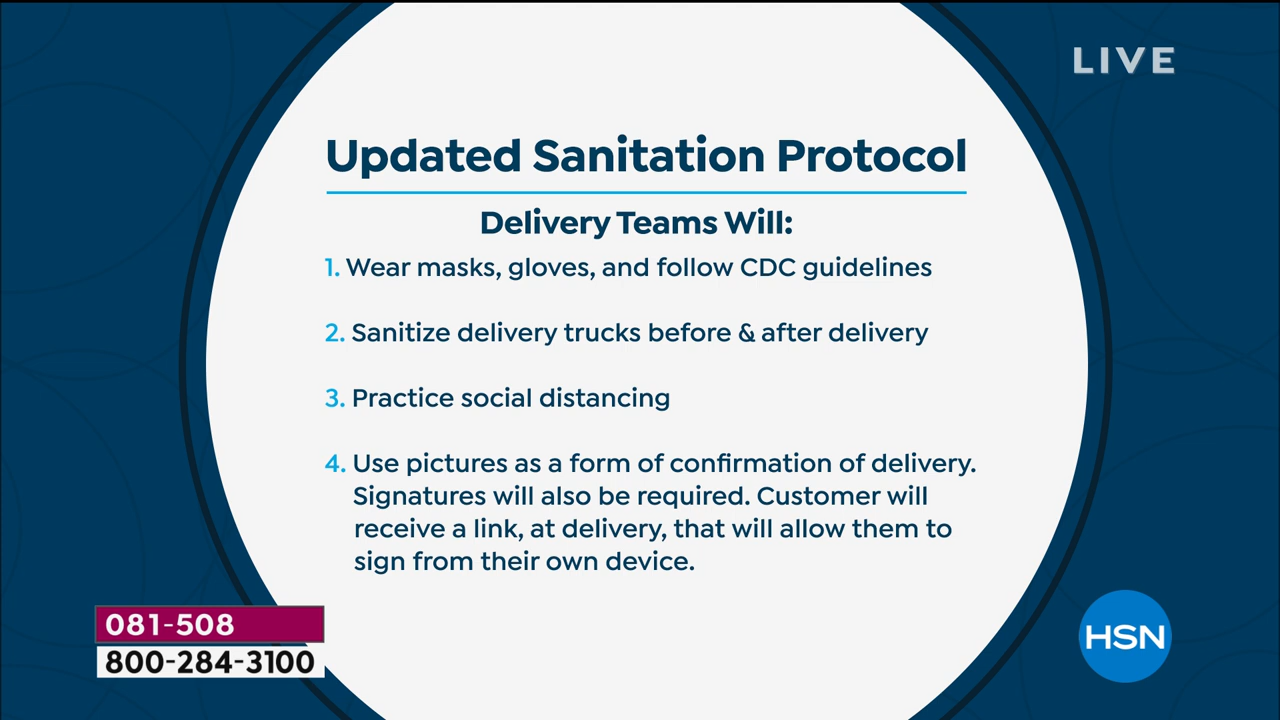 LIVE
Updated Sanitation Protocol
Delivery Teams Will:
1. Wear masks, gloves, and follow CDC guidelines
2. Sanitize delivery trucks before & after delivery
3. Practice social distancing
4. Use pictures as a form of confirmation of delivery.
Signatures will also be required. Customer will
receive a link, at delivery, that will allow them to
sign from their own device.
081-508
800-284-3100
HSN